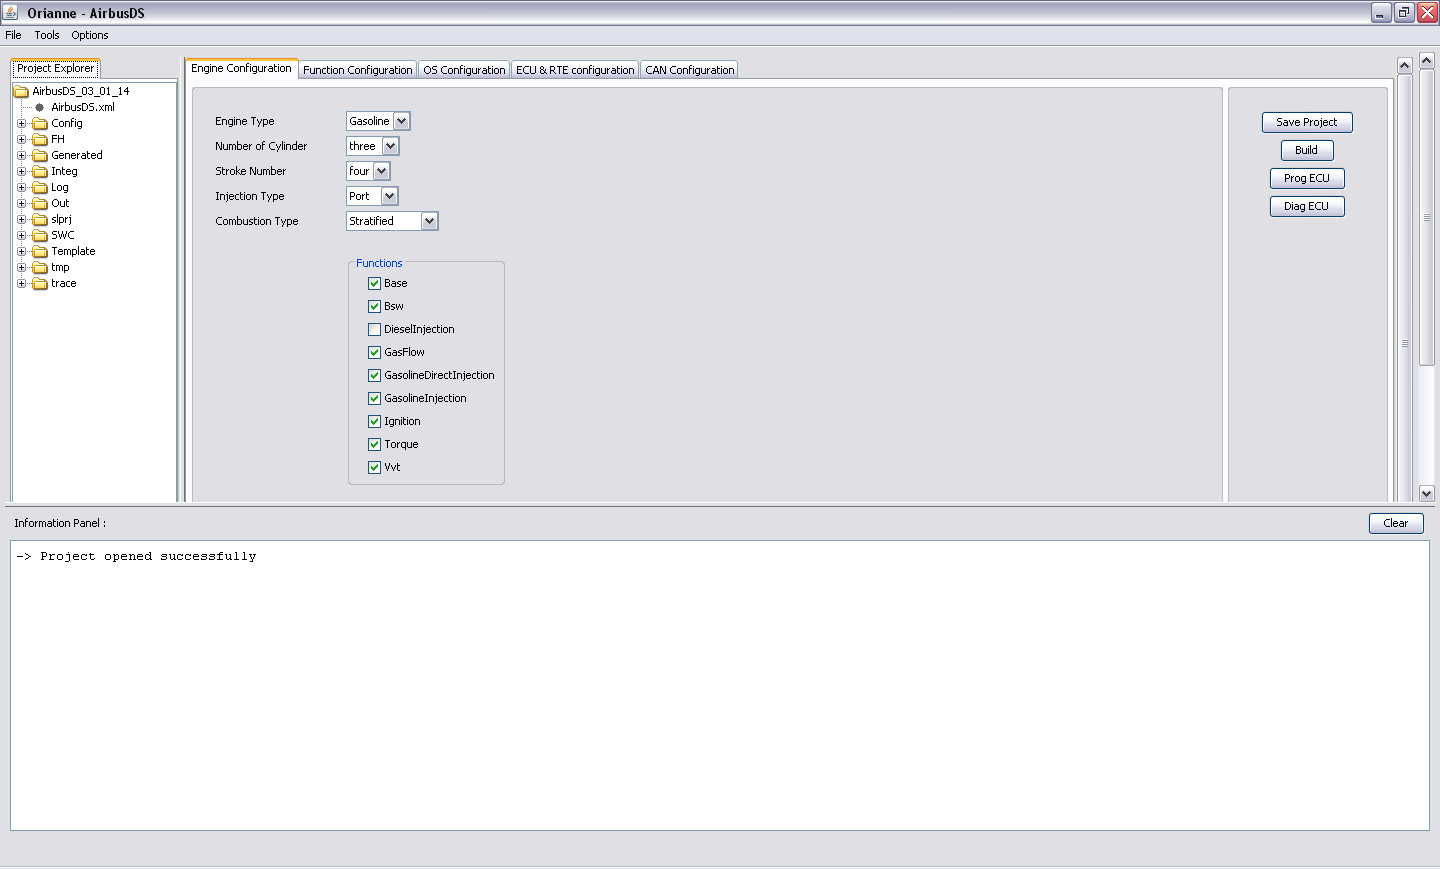 Orianne - AirbusDS
File Tools Options
Project Explorer
AirbusDS_03_01_14
AirbusDS.xml
Config
FH
Generated
Integ
Log
Out
slprj
SWC
Template
tmp
trace
Engine Configuration Function Configuration OS Configuration ECU & RTE configuration CAN Configuration
Engine Type Gasoline
Number of Cylinder three
Stroke Number four
Injection Type Port
Combustion Type Stratified
Functions
Base
Bsw
DieselInjection
GasFlow
GasolineDirectInjection
GasolineInjection
Ignition
Torque
Vvt
Save Project
Build
Prog ECU
Diag ECU
Information Panel :
Clear
-> Project opened successfully